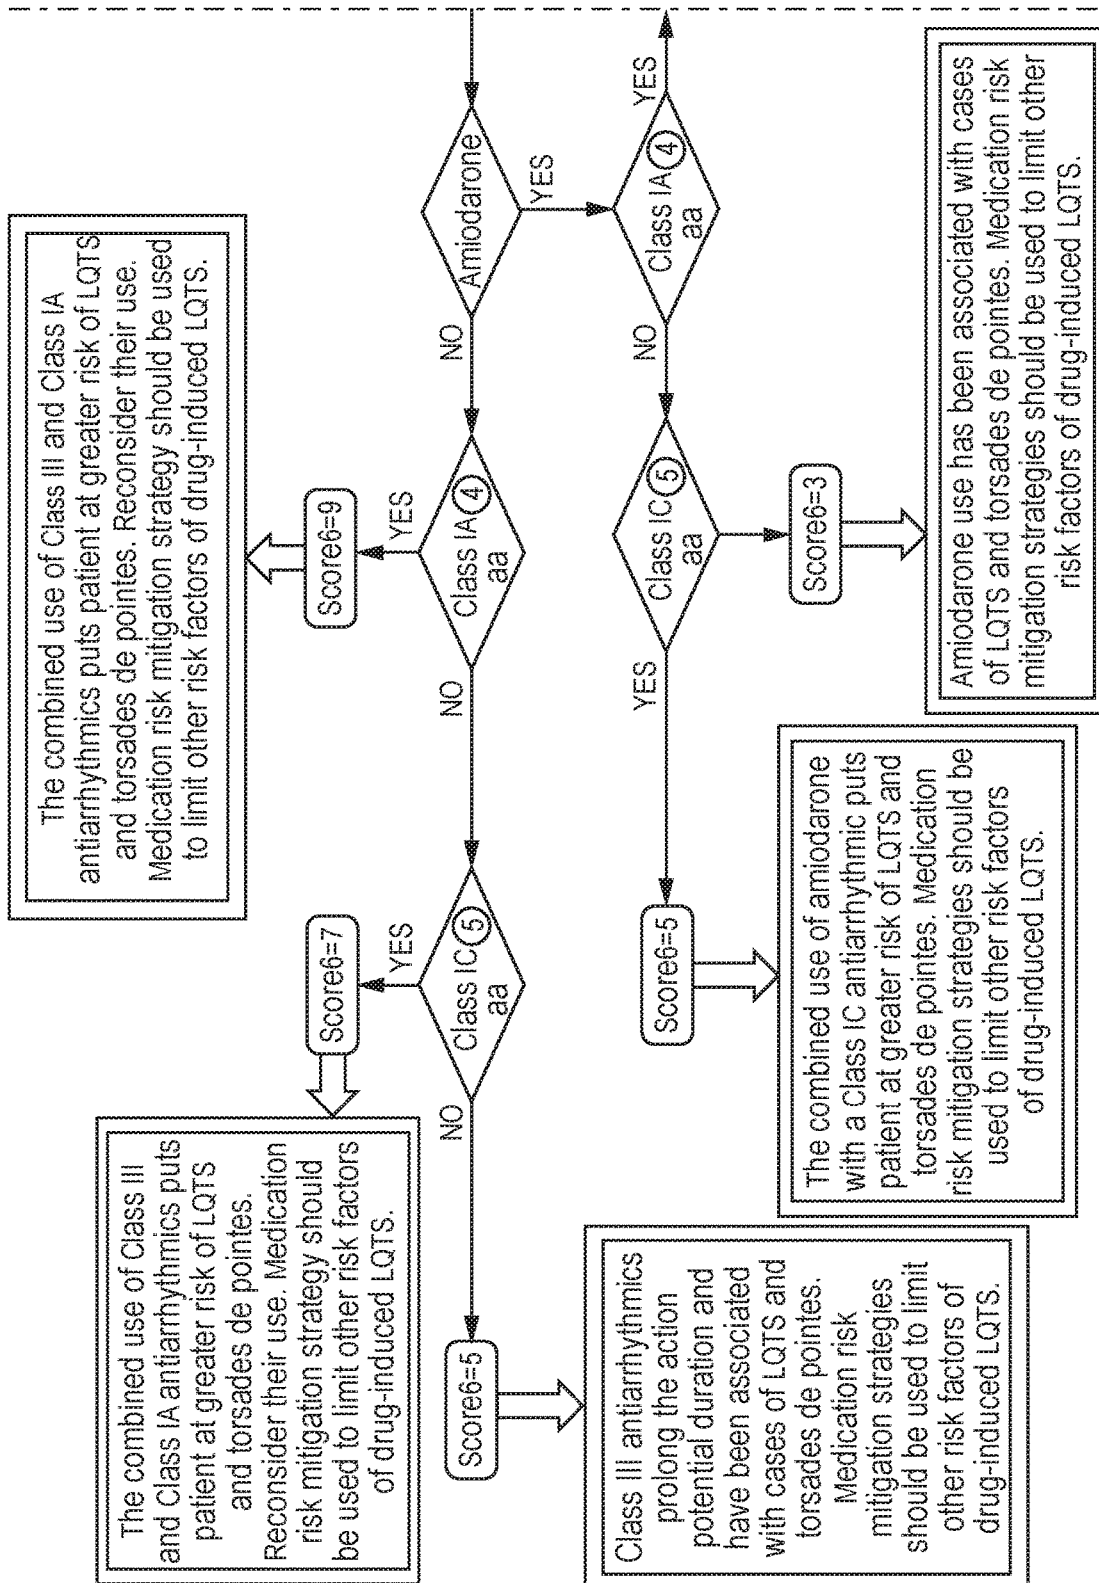 The combined use of Class III
and Class IA antiarrhythmics puts
patient at greater risk of LQTS
and torsades de pointes.
Reconsider their use. Medication
risk mitigation strategy should
be used to limit other risk factors
of drug-induced LQTS.
The combined use of Class III and Class IA
antiarrhythmics puts patient at greater risk of LQTS
and torsades de pointes. Reconsider their use.
Medication risk mitigation strategy should be used
to limit other risk factors of drug-induced LQTS.
Score6=7
Score6=9
YES
YES
Score6=5
NO
Class IC 5
aa
NO
Class IA 4
aa
NO
Amiodarone
YES
Class III antiarrhythmics
prolong the action
potential duration and
have been associated
with cases of LQTS and
torsades de pointes.
Medication risk
mitigation strategies
should be used to limit
other risk factors of
drug-induced LQTS.
Score6=5
YES
Class IC 5
aa
NO
Class IA 4
aa
YES
Score6=3
The combined use of amiodarone
with a Class IC antiarrhythmic puts
patient at greater risk of LQTS and
torsades de pointes. Medication
risk mitigation strategies should be
used to limit other risk factors
of drug-induced LQTS.
Amiodarone use has been associated with cases
of LQTS and torsades de pointes. Medication risk
mitigation strategies should be used to limit other
risk factors of drug-induced LQTS.